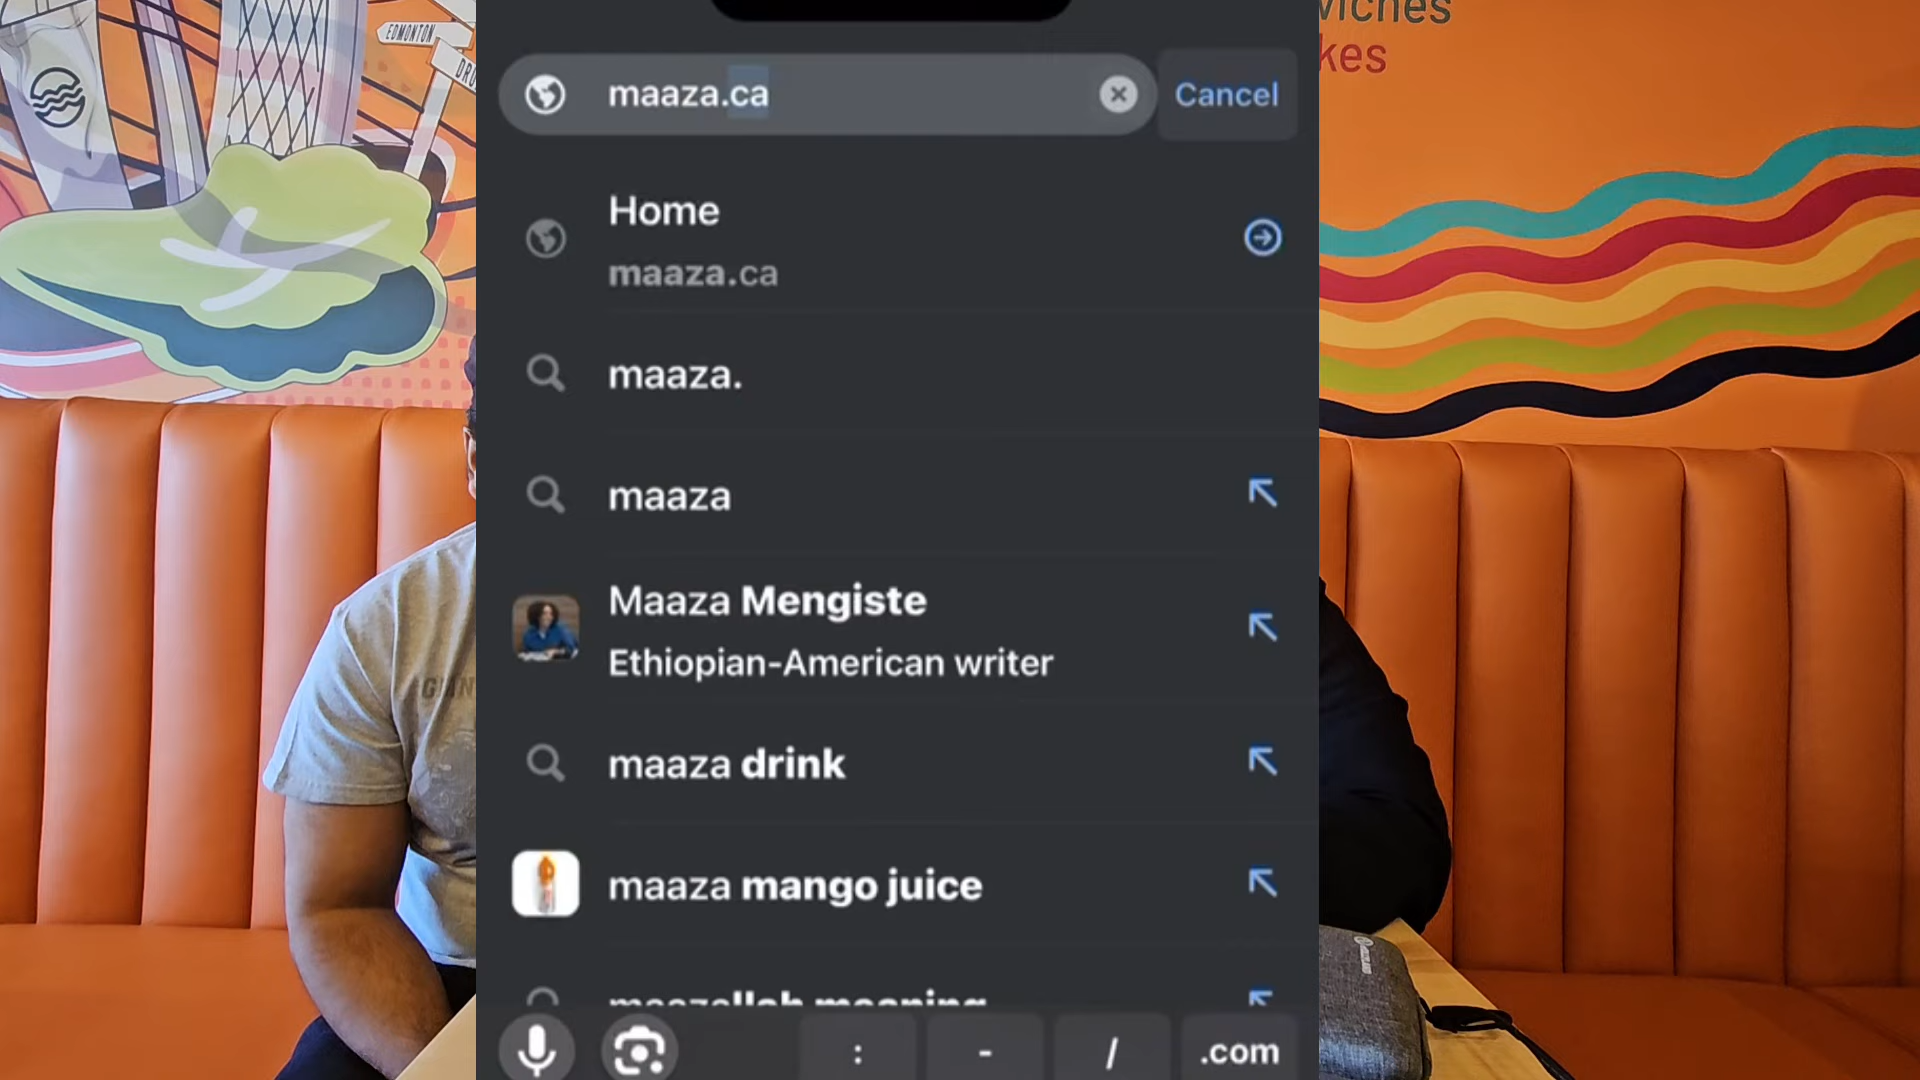 EDMONTON
kes
maaza.ca
Cancel
Home
maaza.ca
maaza.
maaza
Maaza Mengiste
Ethiopian-American writer
maaza drink
maaza mango juice
: - / .com